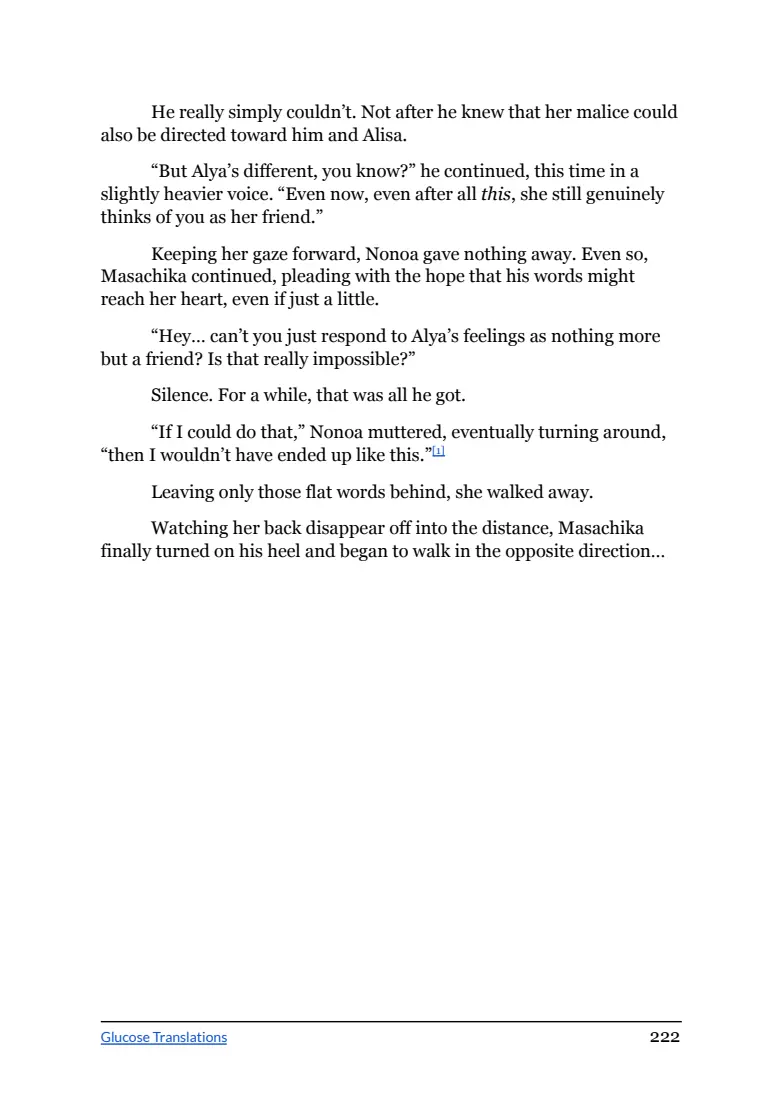 He really simply couldn’t. Not after he knew that her malice could
also be directed toward him and Alisa.
“But Alya’s different, you know?” he continued, this time in a
slightly heavier voice. “Even now, even after all this, she still genuinely
thinks of you as her friend.”
Keeping her gaze forward, Nonoa gave nothing away. Even so,
Masachika continued, pleading with the hope that his words might
reach her heart, even if just a little.
“Hey… can’t you just respond to Alya’s feelings as nothing more
but a friend? Is that really impossible?”
Silence. For a while, that was all he got.
“If I could do that,” Nonoa muttered, eventually turning around,
“then I wouldn’t have ended up like this.”[1]
Leaving only those flat words behind, she walked away.
Watching her back disappear off into the distance, Masachika
finally turned on his heel and began to walk in the opposite direction…
Glucose Translations 222